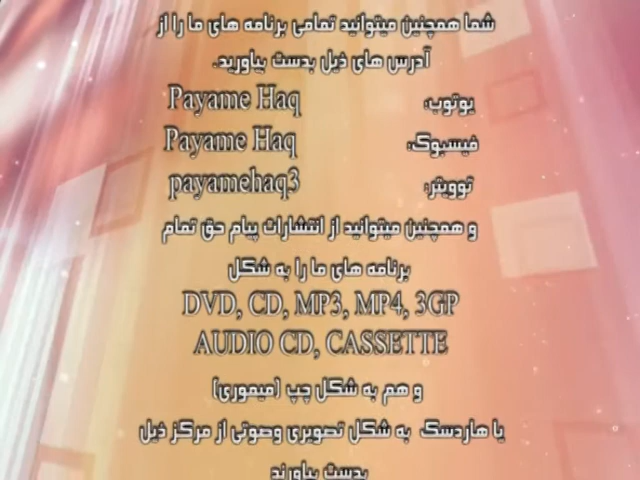 شما همچنین میتوانید تمامی برنامه های ما را از
آدرس های ذیل بدست بیاورید.
یوتوب: Payame Haq
فیسبوک: Payame Haq
توویتر: payamehaq3
و همچنین میتوانید از انتشارات پیام حق تمام
برنامه های ما را به شکل
DVD, CD, MP3, MP4, 3GP
AUDIO CD, CASSETTE
و هم به شکل چپ (میموری)
یا هاردسک به شکل تصویری وصوتی از مرکز ذیل
بدست بیاورند